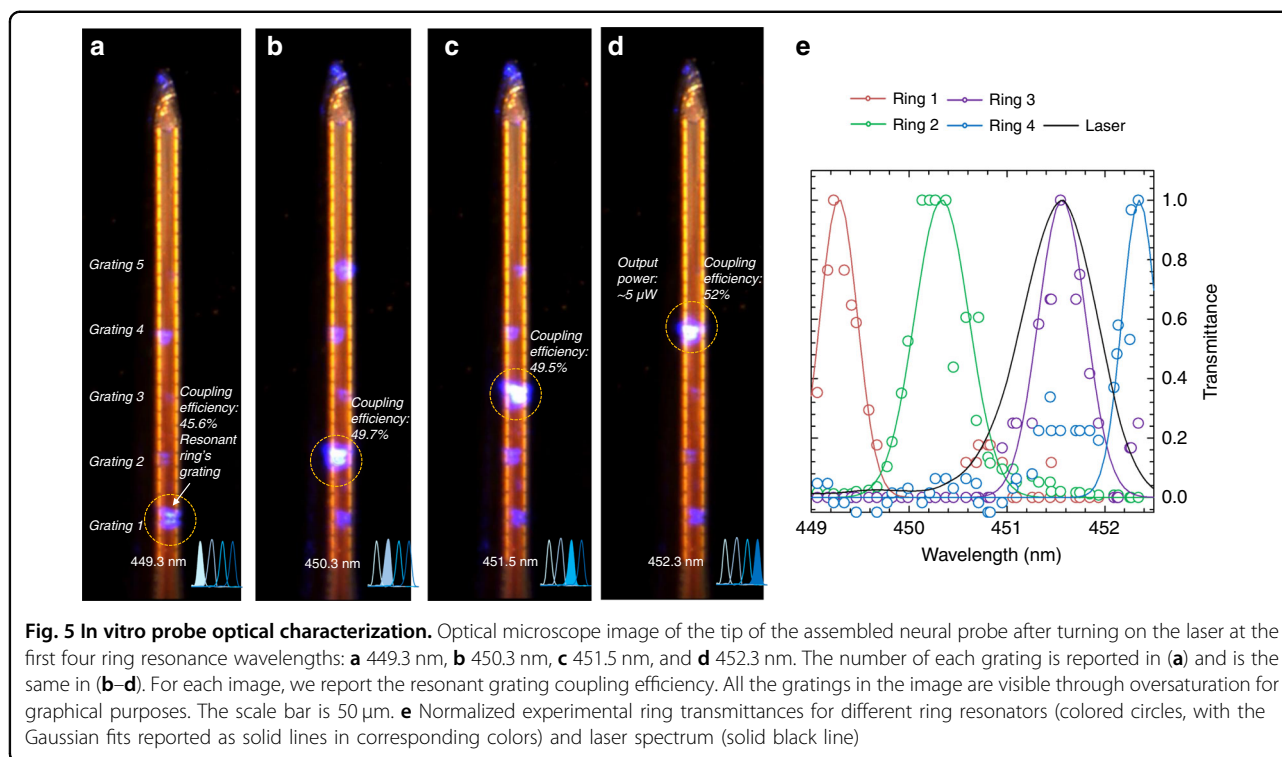 a
b
c
d
e
Grating 5
Grating 4
Grating 3
Grating 2
Grating 1
Coupling
efficiency:
45.6%
Resonant
ring's
grating
449.3 nm
Coupling
efficiency:
49.7%
450.3 nm
Coupling
efficiency:
49.5%
451.5 nm
Output
power:
~5 μW
Coupling
efficiency:
52%
452.3 nm
Ring 1
Ring 3
Ring 2
Ring 4
Laser
1.0
0.8
0.6
0.4
0.2
0.0
Transmittance
449
450
451
452
Wavelength (nm)
Fig. 5 In vitro probe optical characterization. Optical microscope image of the tip of the assembled neural probe after turning on the laser at the
first four ring resonance wavelengths: a 449.3 nm, b 450.3 nm, c 451.5 nm, and d 452.3 nm. The number of each grating is reported in (a) and is the
same in (b–d). For each image, we report the resonant grating coupling efficiency. All the gratings in the image are visible through oversaturation for
graphical purposes. The scale bar is 50 μm. e Normalized experimental ring transmittances for different ring resonators (colored circles, with the
Gaussian fits reported as solid lines in corresponding colors) and laser spectrum (solid black line)